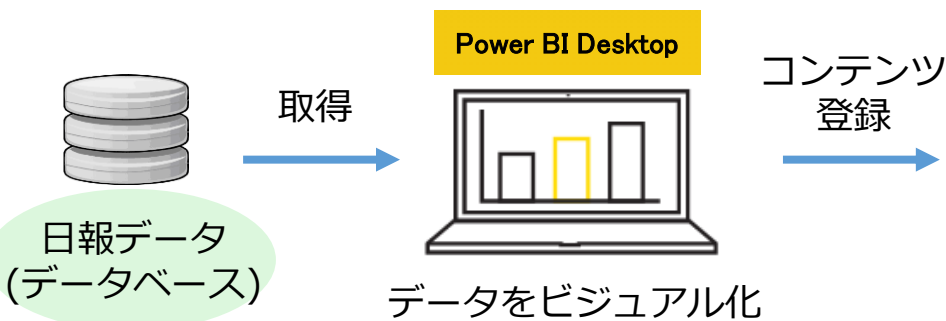 Power BI Desktop
コンテンツ
登録
取得
日報データ
(データベース)
データをビジュアル化